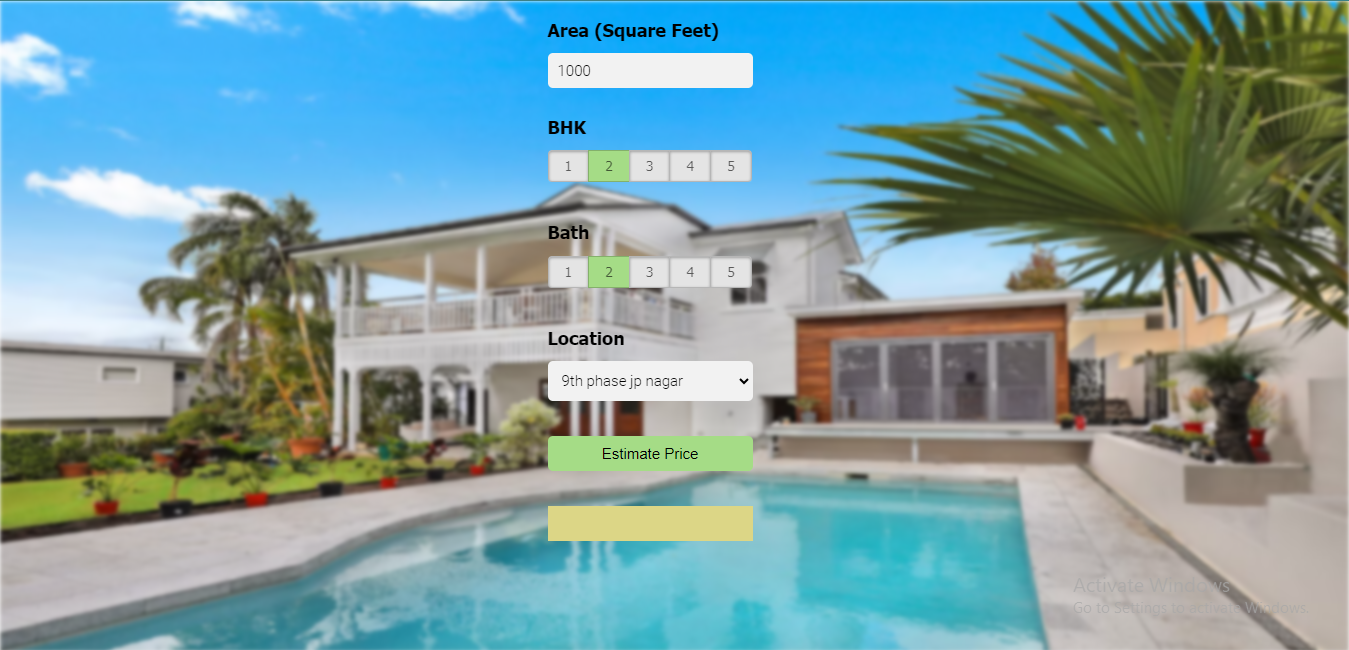 Area (Square Feet)
1000
BHK
1 2 3 4 5
Bath
1 2 3 4 5
Location
9th phase jp nagar
Estimate Price
Activate Windows
Go to Settings to activate Windows.